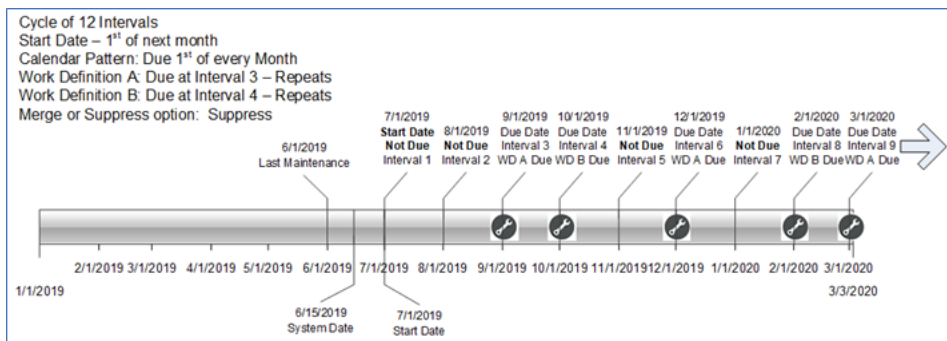 Cycle of 12 Intervals
Start Date – 1st of next month
Calendar Pattern: Due 1st of every Month
Work Definition A: Due at Interval 3 – Repeats
Work Definition B: Due at Interval 4 – Repeats
Merge or Suppress option: Suppress
6/1/2019
Last Maintenance
7/1/2019
Start Date
Not Due
Interval 1
8/1/2019
Not Due
Interval 2
9/1/2019
Due Date
Interval 3
WD A Due
10/1/2019
Due Date
Interval 4
WD B Due
11/1/2019
Not Due
Interval 5
12/1/2019
Due Date
Interval 6
WD A Due
1/1/2020
Not Due
Interval 7
2/1/2020
Due Date
Interval 8
WD B Due
3/1/2020
Due Date
Interval 9
WD A Due
2/1/2019 3/1/2019 4/1/2019 5/1/2019 6/1/2019 7/1/2019 8/1/2019 9/1/2019 10/1/2019 11/1/2019 12/1/2019 1/1/2020 2/1/2020 3/1/2020
1/1/2019 3/3/2020
6/15/2019
System Date
7/1/2019
Start Date